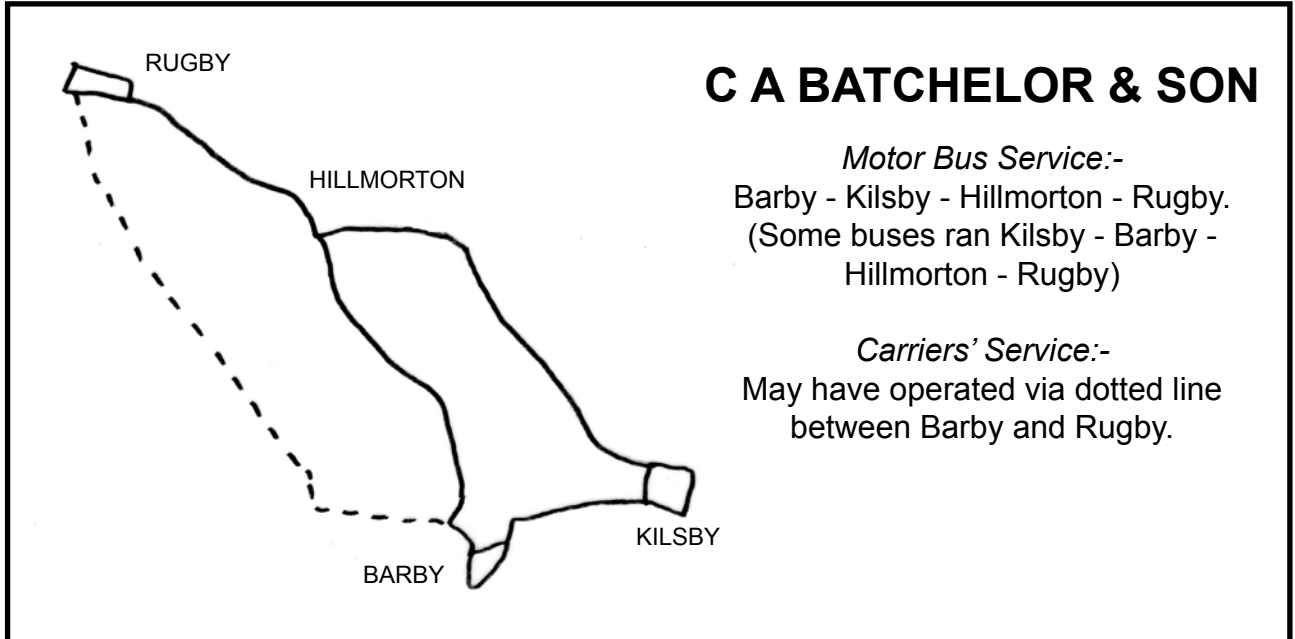 RUGBY
HILLMORTON
KILSBY
BARBY
C A BATCHELOR & SON
Motor Bus Service:-
Barby - Kilsby - Hillmorton - Rugby.
(Some buses ran Kilsby - Barby -
Hillmorton - Rugby)
Carriers’ Service:-
May have operated via dotted line
between Barby and Rugby.